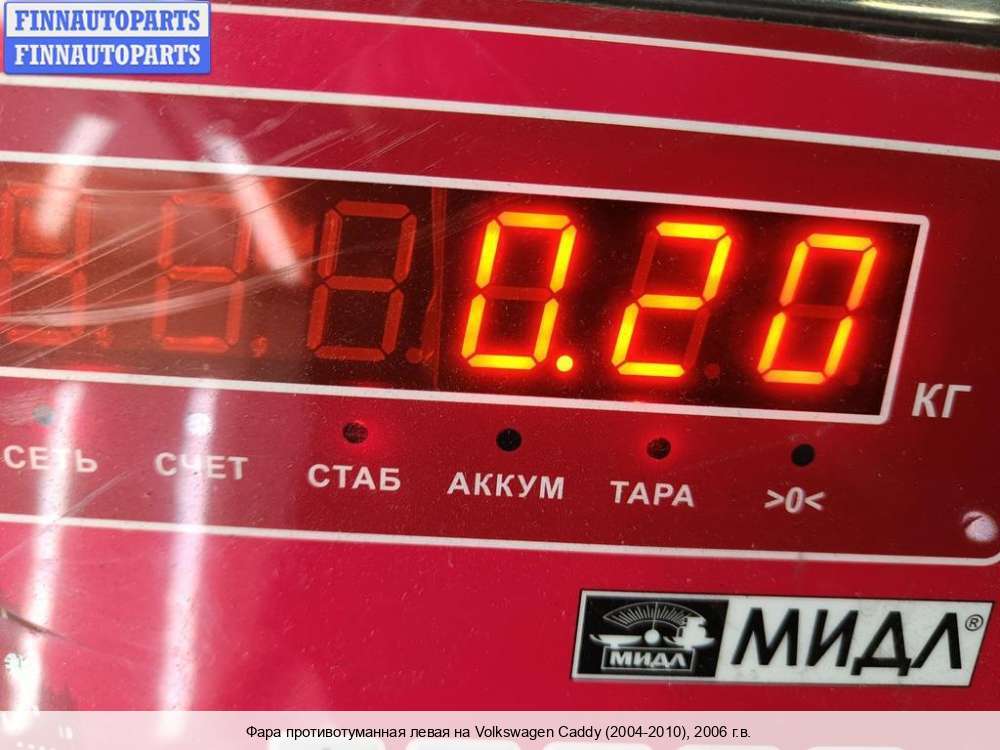 FINNAUTOPARTS
FINNAUTOPARTS
0.20
КГ
СЕТЬ СЧЕТ СТАБ АККУМ ТАРА >0<
МИДЛ МИДЛ®
Фара противотуманная левая на Volkswagen Caddy (2004-2010), 2006 г.в.